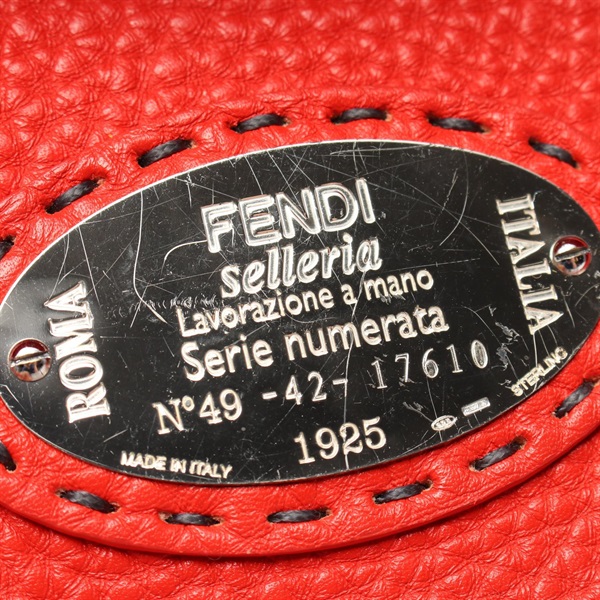 FENDI
selleria
Lavorazione a mano
Serie numerata
N° 49 -42- 17610
1925
ROMA
ITALIA
MADE IN ITALY
STERLING